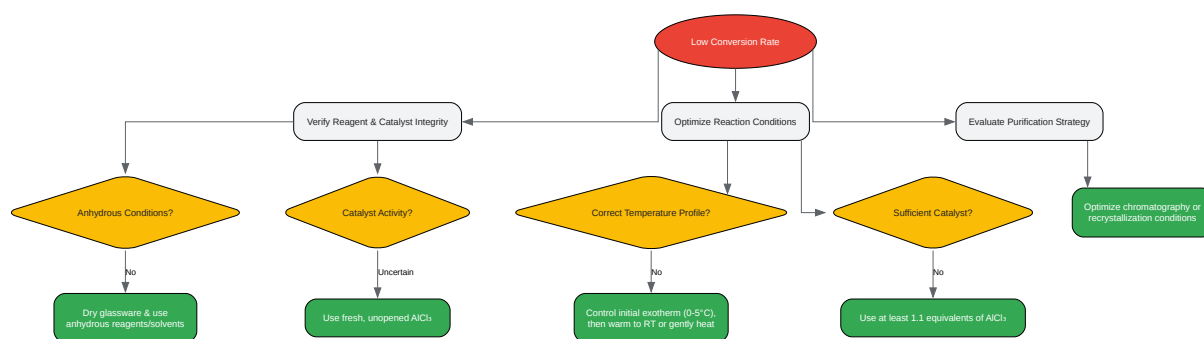 Low Conversion Rate
Verify Reagent & Catalyst Integrity
Optimize Reaction Conditions
Evaluate Purification Strategy
Anhydrous Conditions?
Catalyst Activity?
Correct Temperature Profile?
Sufficient Catalyst?
Optimize chromatography or
recrystallization conditions
No
Uncertain
No
No
Dry glassware & use
anhydrous reagents/solvents
Use fresh, unopened AlCl₃
Control initial exotherm (0-5°C),
then warm to RT or gently heat
Use at least 1.1 equivalents of AlCl₃